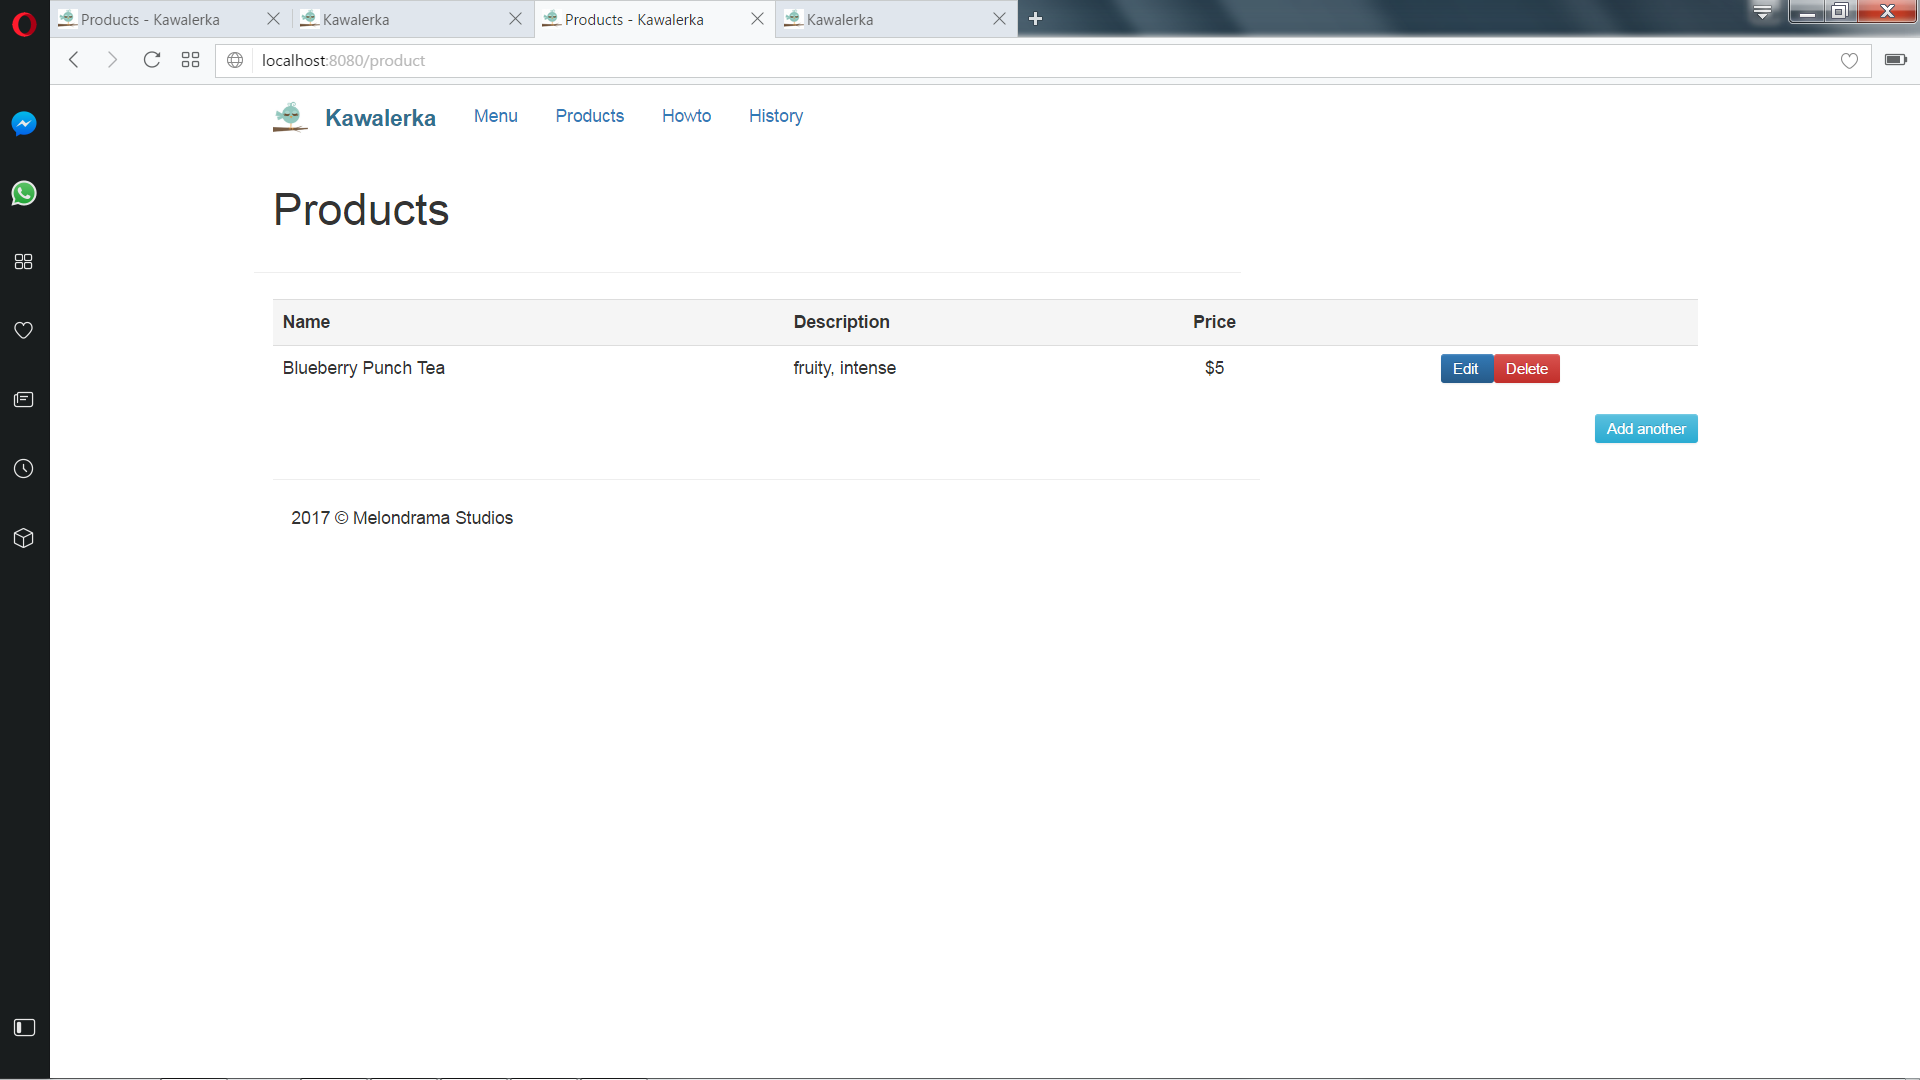 Products - Kawalerka Kawalerka Products - Kawalerka Kawalerka
localhost:8080/product
Kawalerka Menu Products Howto History
Products
Name Description Price
Blueberry Punch Tea fruity, intense $5 Edit Delete
Add another
2017 © Melondrama Studios